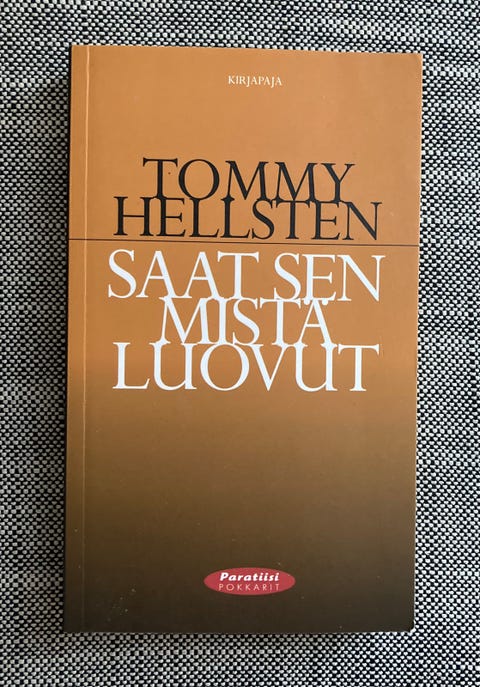 KIRJAPAJA
TOMMY
HELLSTEN
SAAT SEN
MISTÄ
LUOVUT
Paratiisi
POKKARIT